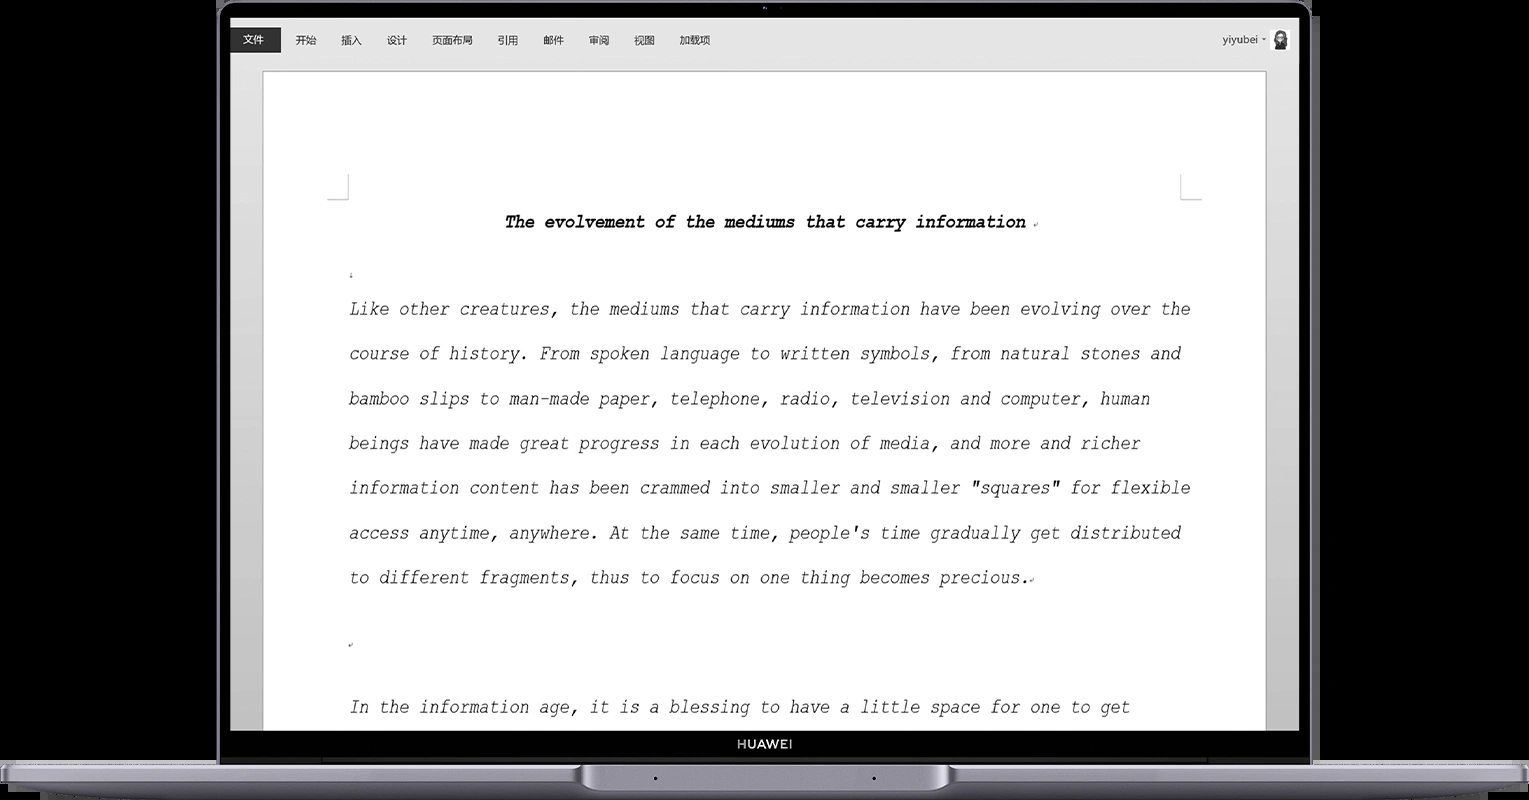 文件 开始 插入 设计 页面布局 引用 邮件 审阅 视图 加载项 yiyubei
The evolvement of the mediums that carry information
Like other creatures, the mediums that carry information have been evolving over the
course of history. From spoken language to written symbols, from natural stones and
bamboo slips to man-made paper, telephone, radio, television and computer, human
beings have made great progress in each evolution of media, and more and richer
information content has been crammed into smaller and smaller "squares" for flexible
access anytime, anywhere. At the same time, people's time gradually get distributed
to different fragments, thus to focus on one thing becomes precious.
In the information age, it is a blessing to have a little space for one to get
HUAWEI